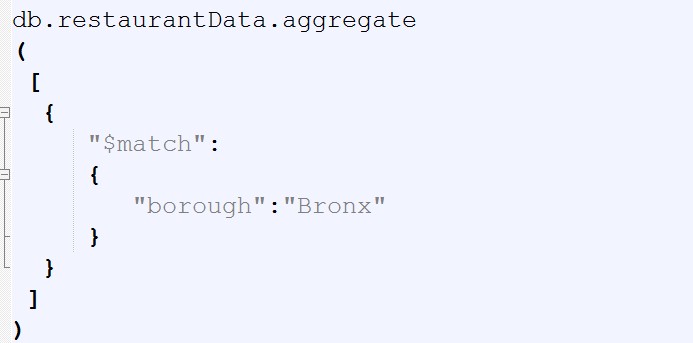 db.restaurantData.aggregate
(
[
{
"$match":
{
"borough":"Bronx"
}
}
]
)